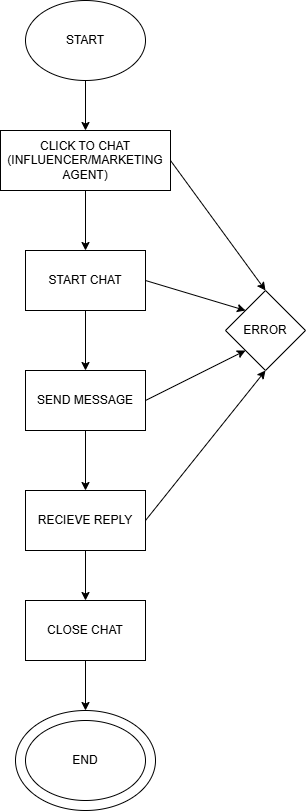 START
CLICK TO CHAT
(INFLUENCER/MARKETING
AGENT)
START CHAT
ERROR
SEND MESSAGE
RECIEVE REPLY
CLOSE CHAT
END